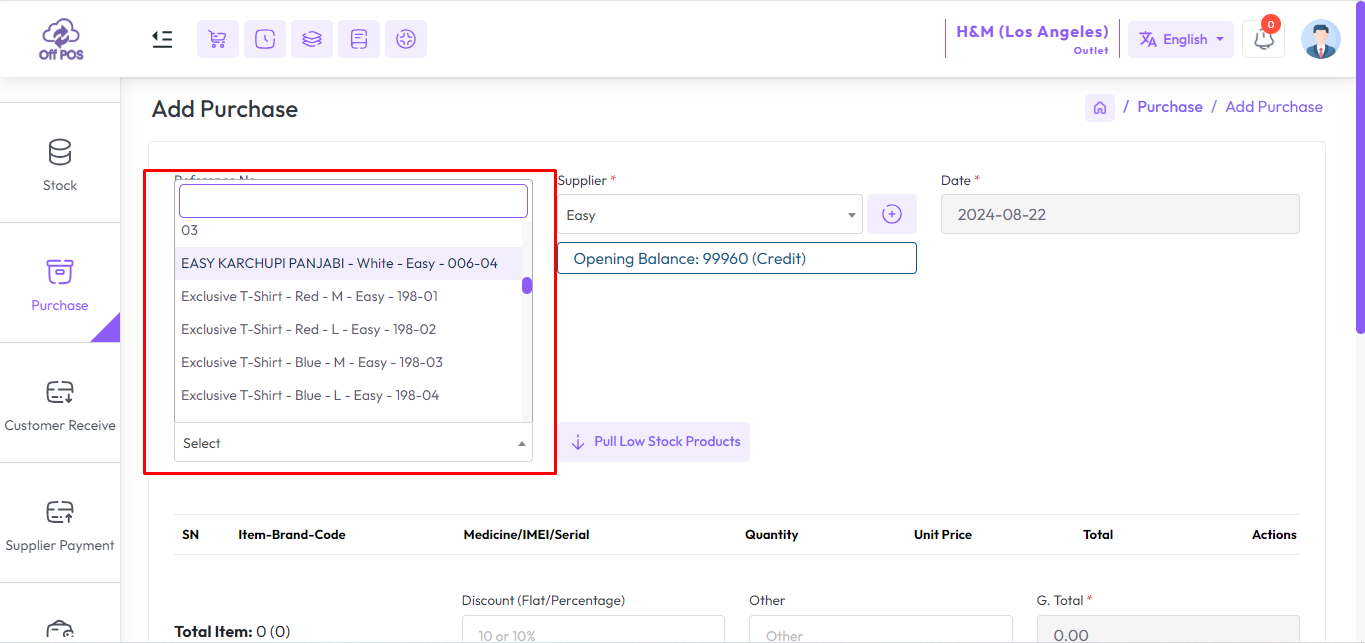 Off POS
H&M (Los Angeles)
Outlet
English
0
Add Purchase
/ Purchase / Add Purchase
Stock
Purchase
Customer Receive
Supplier Payment
Supplier *
Date *
Easy
2024-08-22
Opening Balance: 99960 (Credit)
03
EASY KARCHUPI PANJABI - White - Easy - 006-04
Exclusive T-Shirt - Red - M - Easy - 198-01
Exclusive T-Shirt - Red - L - Easy - 198-02
Exclusive T-Shirt - Blue - M - Easy - 198-03
Exclusive T-Shirt - Blue - L - Easy - 198-04
Select
Pull Low Stock Products
SN Item-Brand-Code Medicine/IMEI/Serial Quantity Unit Price Total Actions
Total Item: 0 (0)
Discount (Flat/Percentage)
10 or 10%
Other
Other
G. Total *
0.00